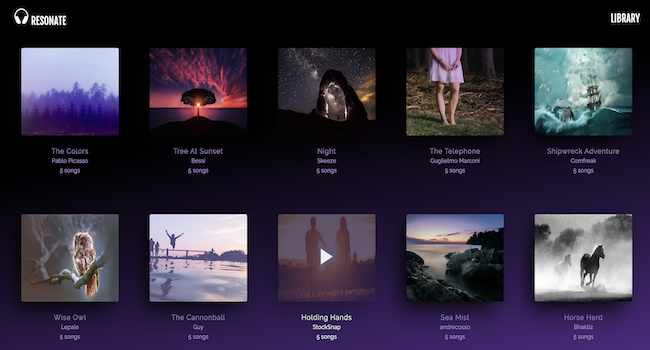 RESONATE
LIBRARY
The Colors
Pablo Picasso
5 songs
Tree At Sunset
Bessi
5 songs
Night
Skeeze
5 songs
The Telephone
Guglielmo Marconi
5 songs
Shipwreck Adventure
Comfreak
5 songs
Wise Owl
Lepale
5 songs
The Cannonball
Guy
5 songs
Holding Hands
StockSnap
5 songs
Sea Mist
andrecosso
5 songs
Horse Herd
Bhaktiz
5 songs